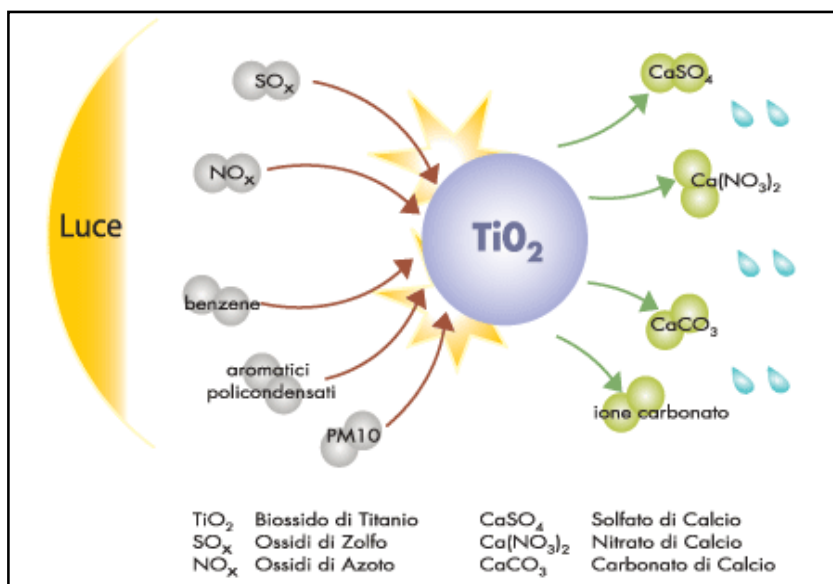 Luce
SOx
NOx
benzene
aromatici
policondensati
PM10
TiO2
CaSO4
Ca(NO3)2
CaCO3
ione carbonato
TiO2 Biossido di Titanio CaSO4 Solfato di Calcio
SOx Ossidi di Zolfo Ca(NO3)2 Nitrato di Calcio
NOx Ossidi di Azoto CaCO3 Carbonato di Calcio